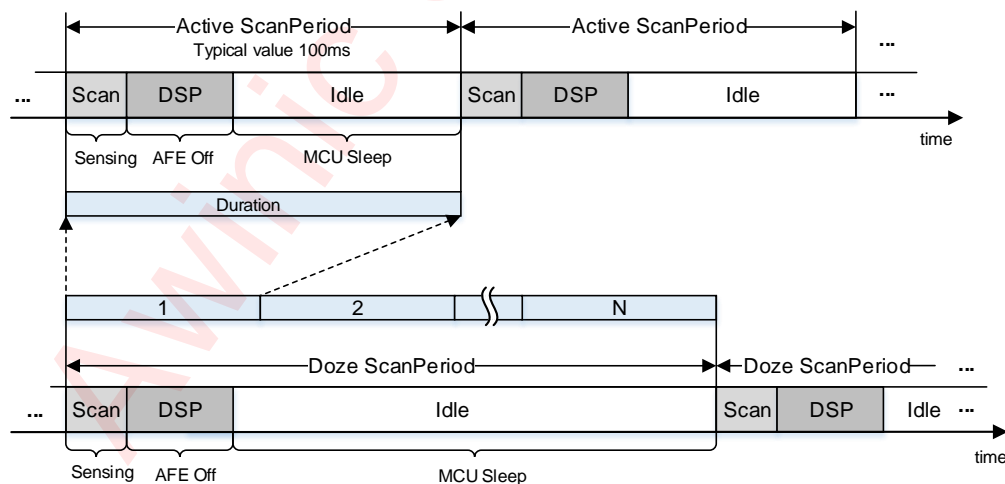 Active ScanPeriod
Active ScanPeriod
Typical value 100ms
...
... Scan DSP Idle Scan DSP Idle ...
time
Sensing AFE Off MCU Sleep
Duration
1 2 N
Doze ScanPeriod Doze ScanPeriod ...
... Scan DSP Idle Scan DSP Idle ...
time
Sensing AFE Off MCU Sleep
Awinic